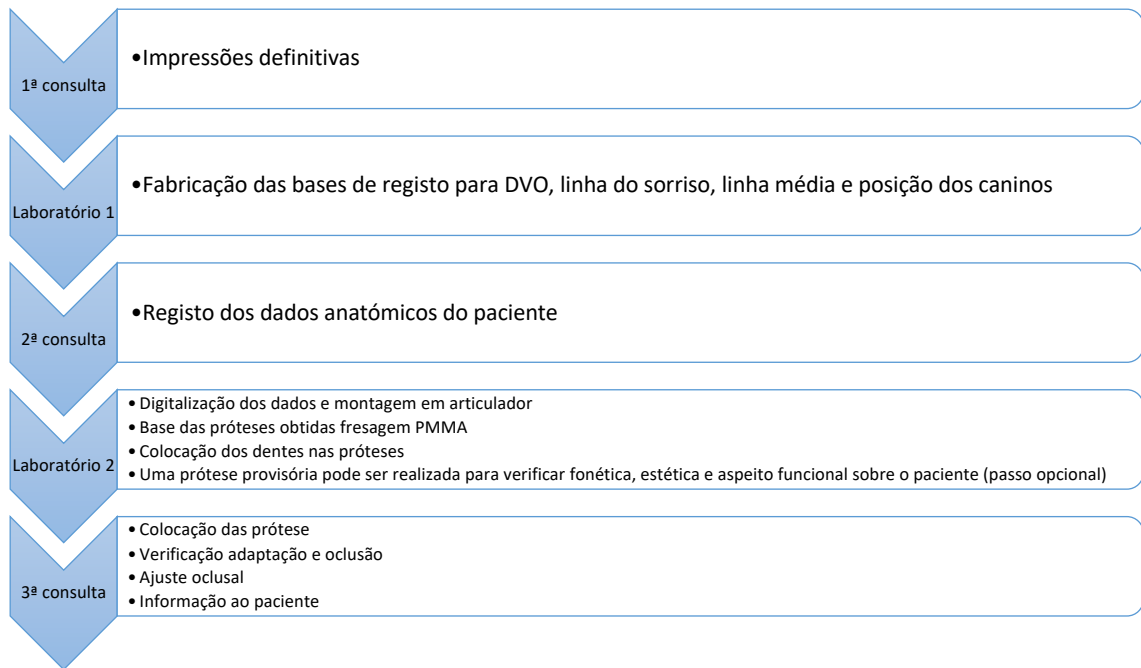 1ª consulta
•Impressões definitivas
Laboratório 1
•Fabricação das bases de registo para DVO, linha do sorriso, linha média e posição dos caninos
2ª consulta
•Registo dos dados anatómicos do paciente
Laboratório 2
•Digitalização dos dados e montagem em articulador
•Base das próteses obtidas fresagem PMMA
•Colocação dos dentes nas próteses
•Uma prótese provisória pode ser realizada para verificar fonética, estética e aspeito funcional sobre o paciente (passo opcional)
3ª consulta
•Colocação das prótese
•Verificação adaptação e oclusão
•Ajuste oclusal
•Informação ao paciente